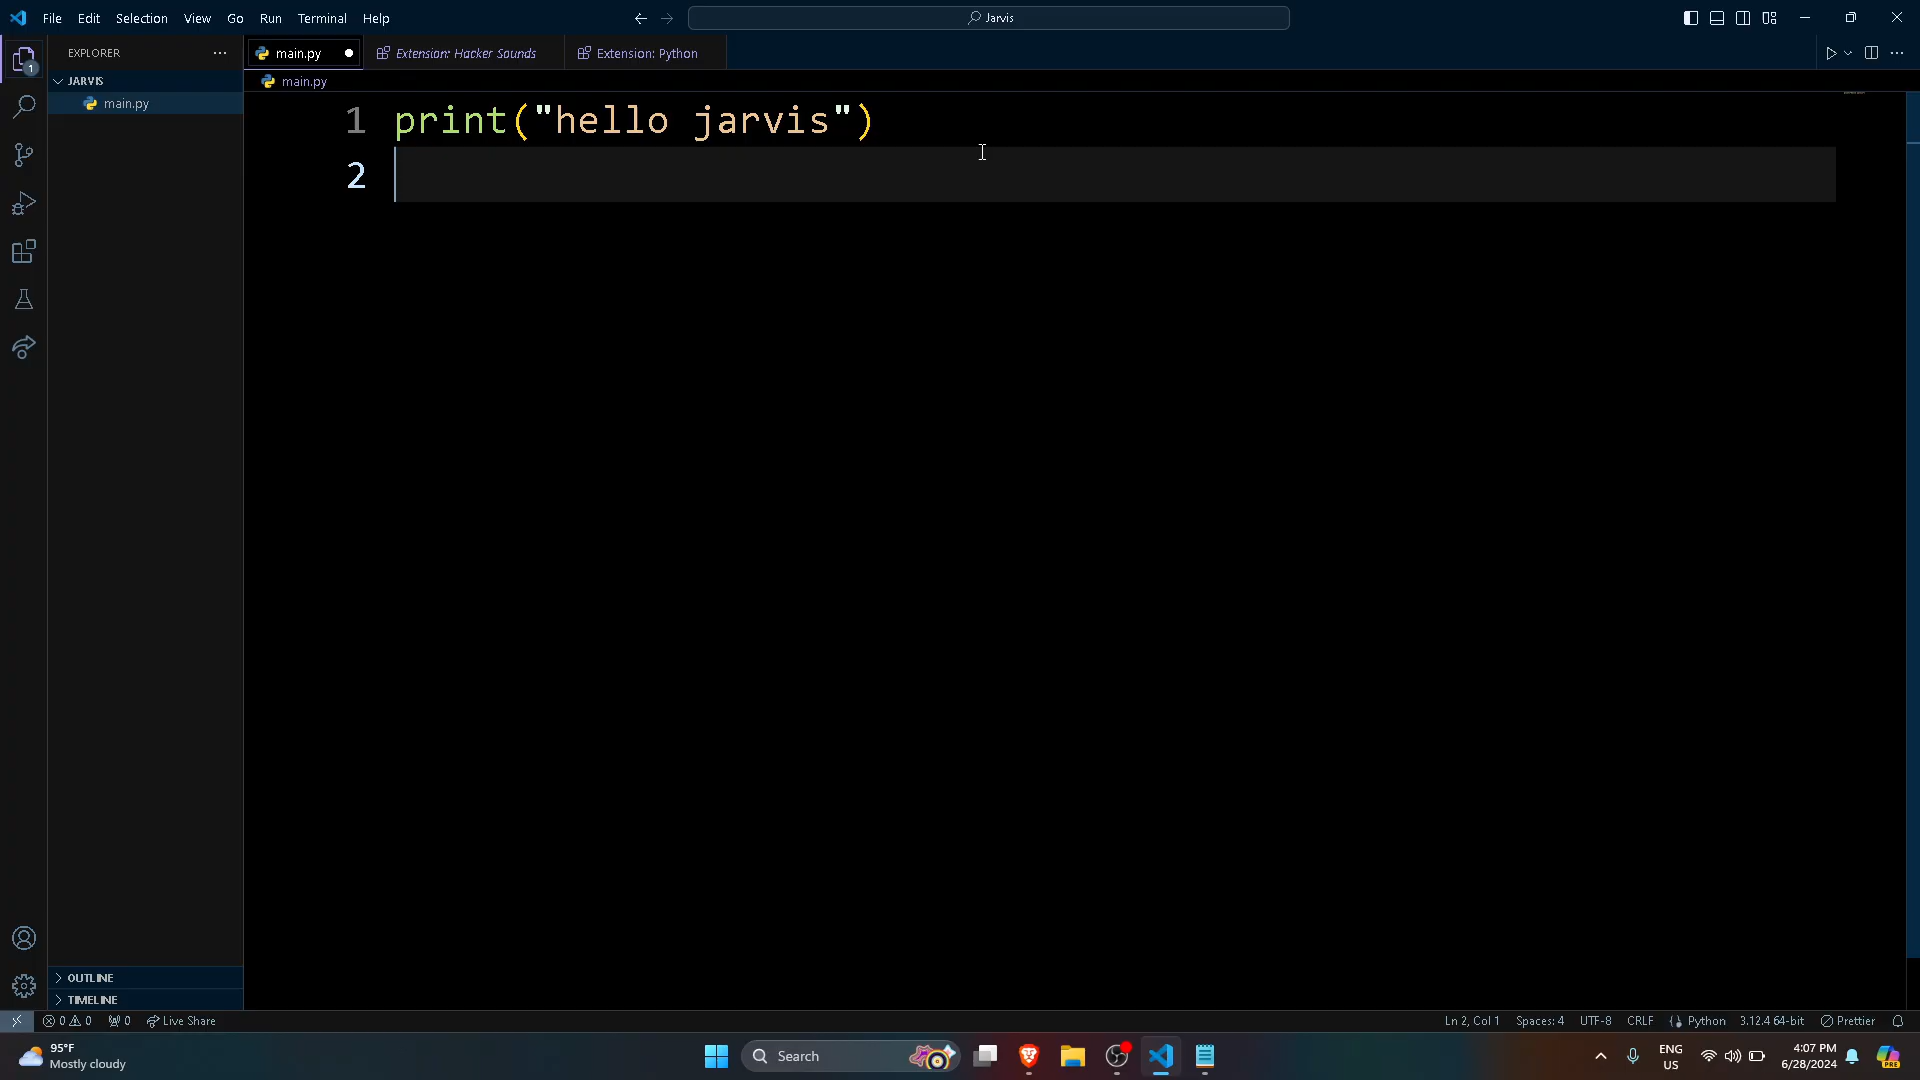 File Edit Selection View Go Run Terminal Help
Jarvis
EXPLORER
main.py
Extension: Hacker Sounds
Extension: Python
JARVIS
main.py
main.py
1 print("hello jarvis")
2
1
OUTLINE
TIMELINE
0 0 0 Live Share
Ln 2, Col 1 Spaces: 4 UTF-8 CRLF Python 3.12.4 64-bit Prettier
95°F
Mostly cloudy
Search
ENG
US
4:07 PM
6/28/2024
PRE